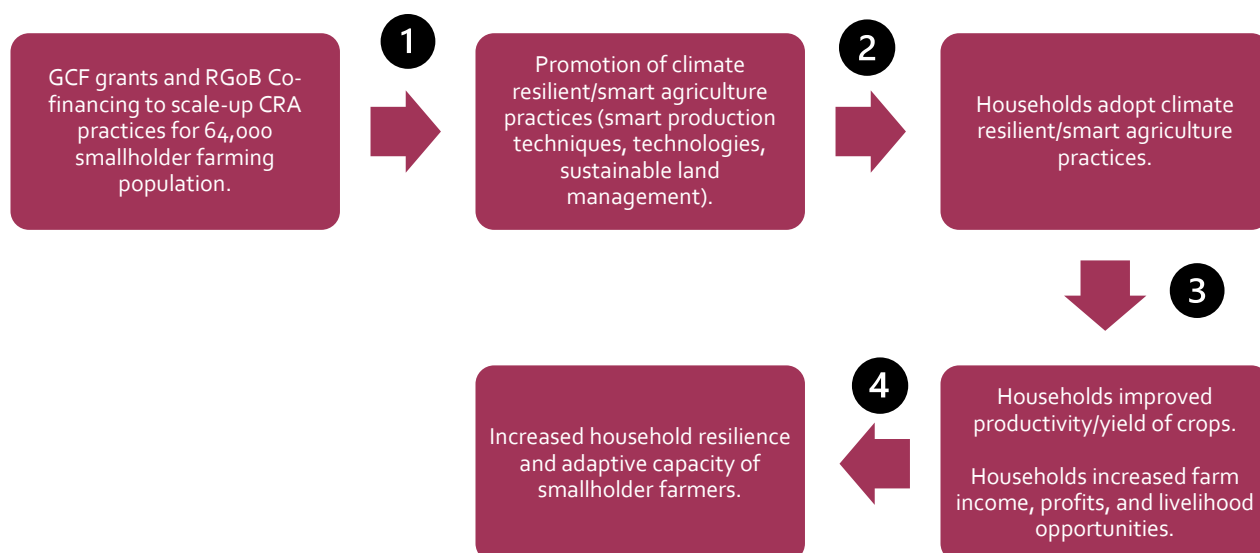 1
GCF grants and RGoB Co-
financing to scale-up CRA
practices for 64,000
smallholder farming
population.
2
Promotion of climate
resilient/smart agriculture
practices (smart production
techniques, technologies,
sustainable land
management).
Households adopt climate
resilient/smart agriculture
practices.
3
4
Households improved
productivity/yield of crops.
Households increased farm
income, profits, and livelihood
opportunities.
Increased household resilience
and adaptive capacity of
smallholder farmers.